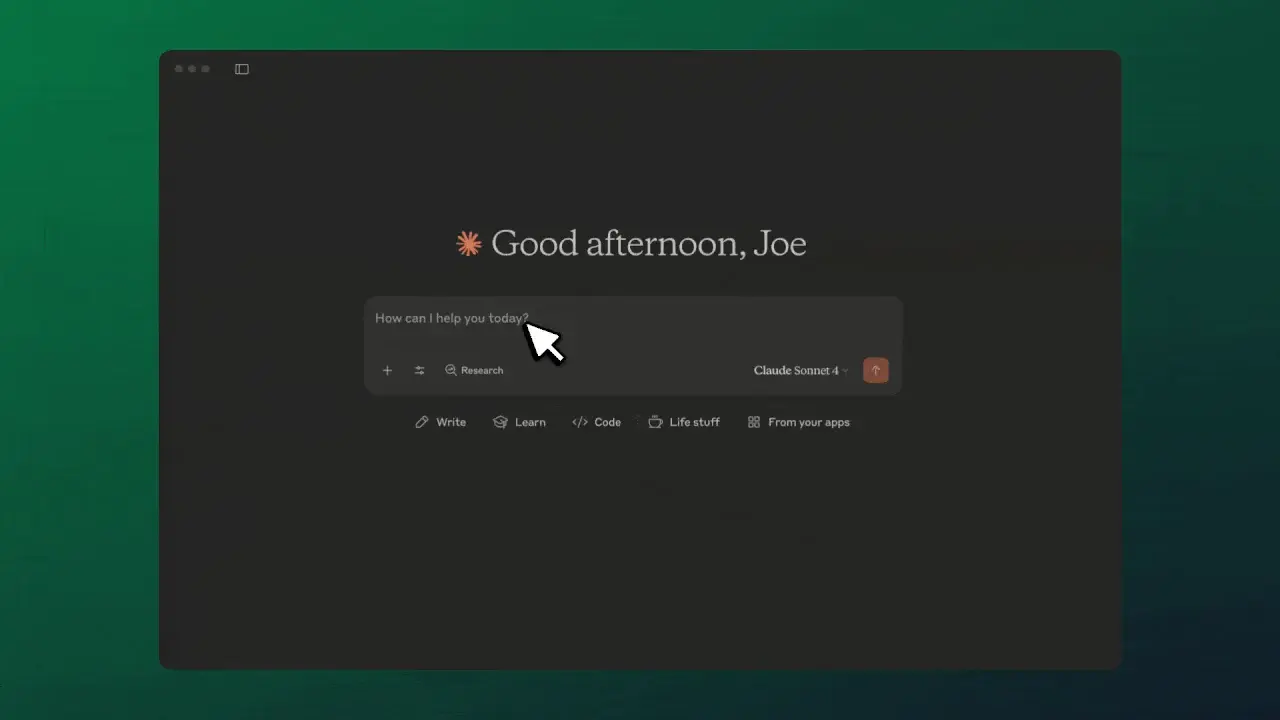 Good afternoon, Joe
How can I help you today?
Research
Claude Sonnet 4
Write
Learn
Code
Life stuff
From your apps